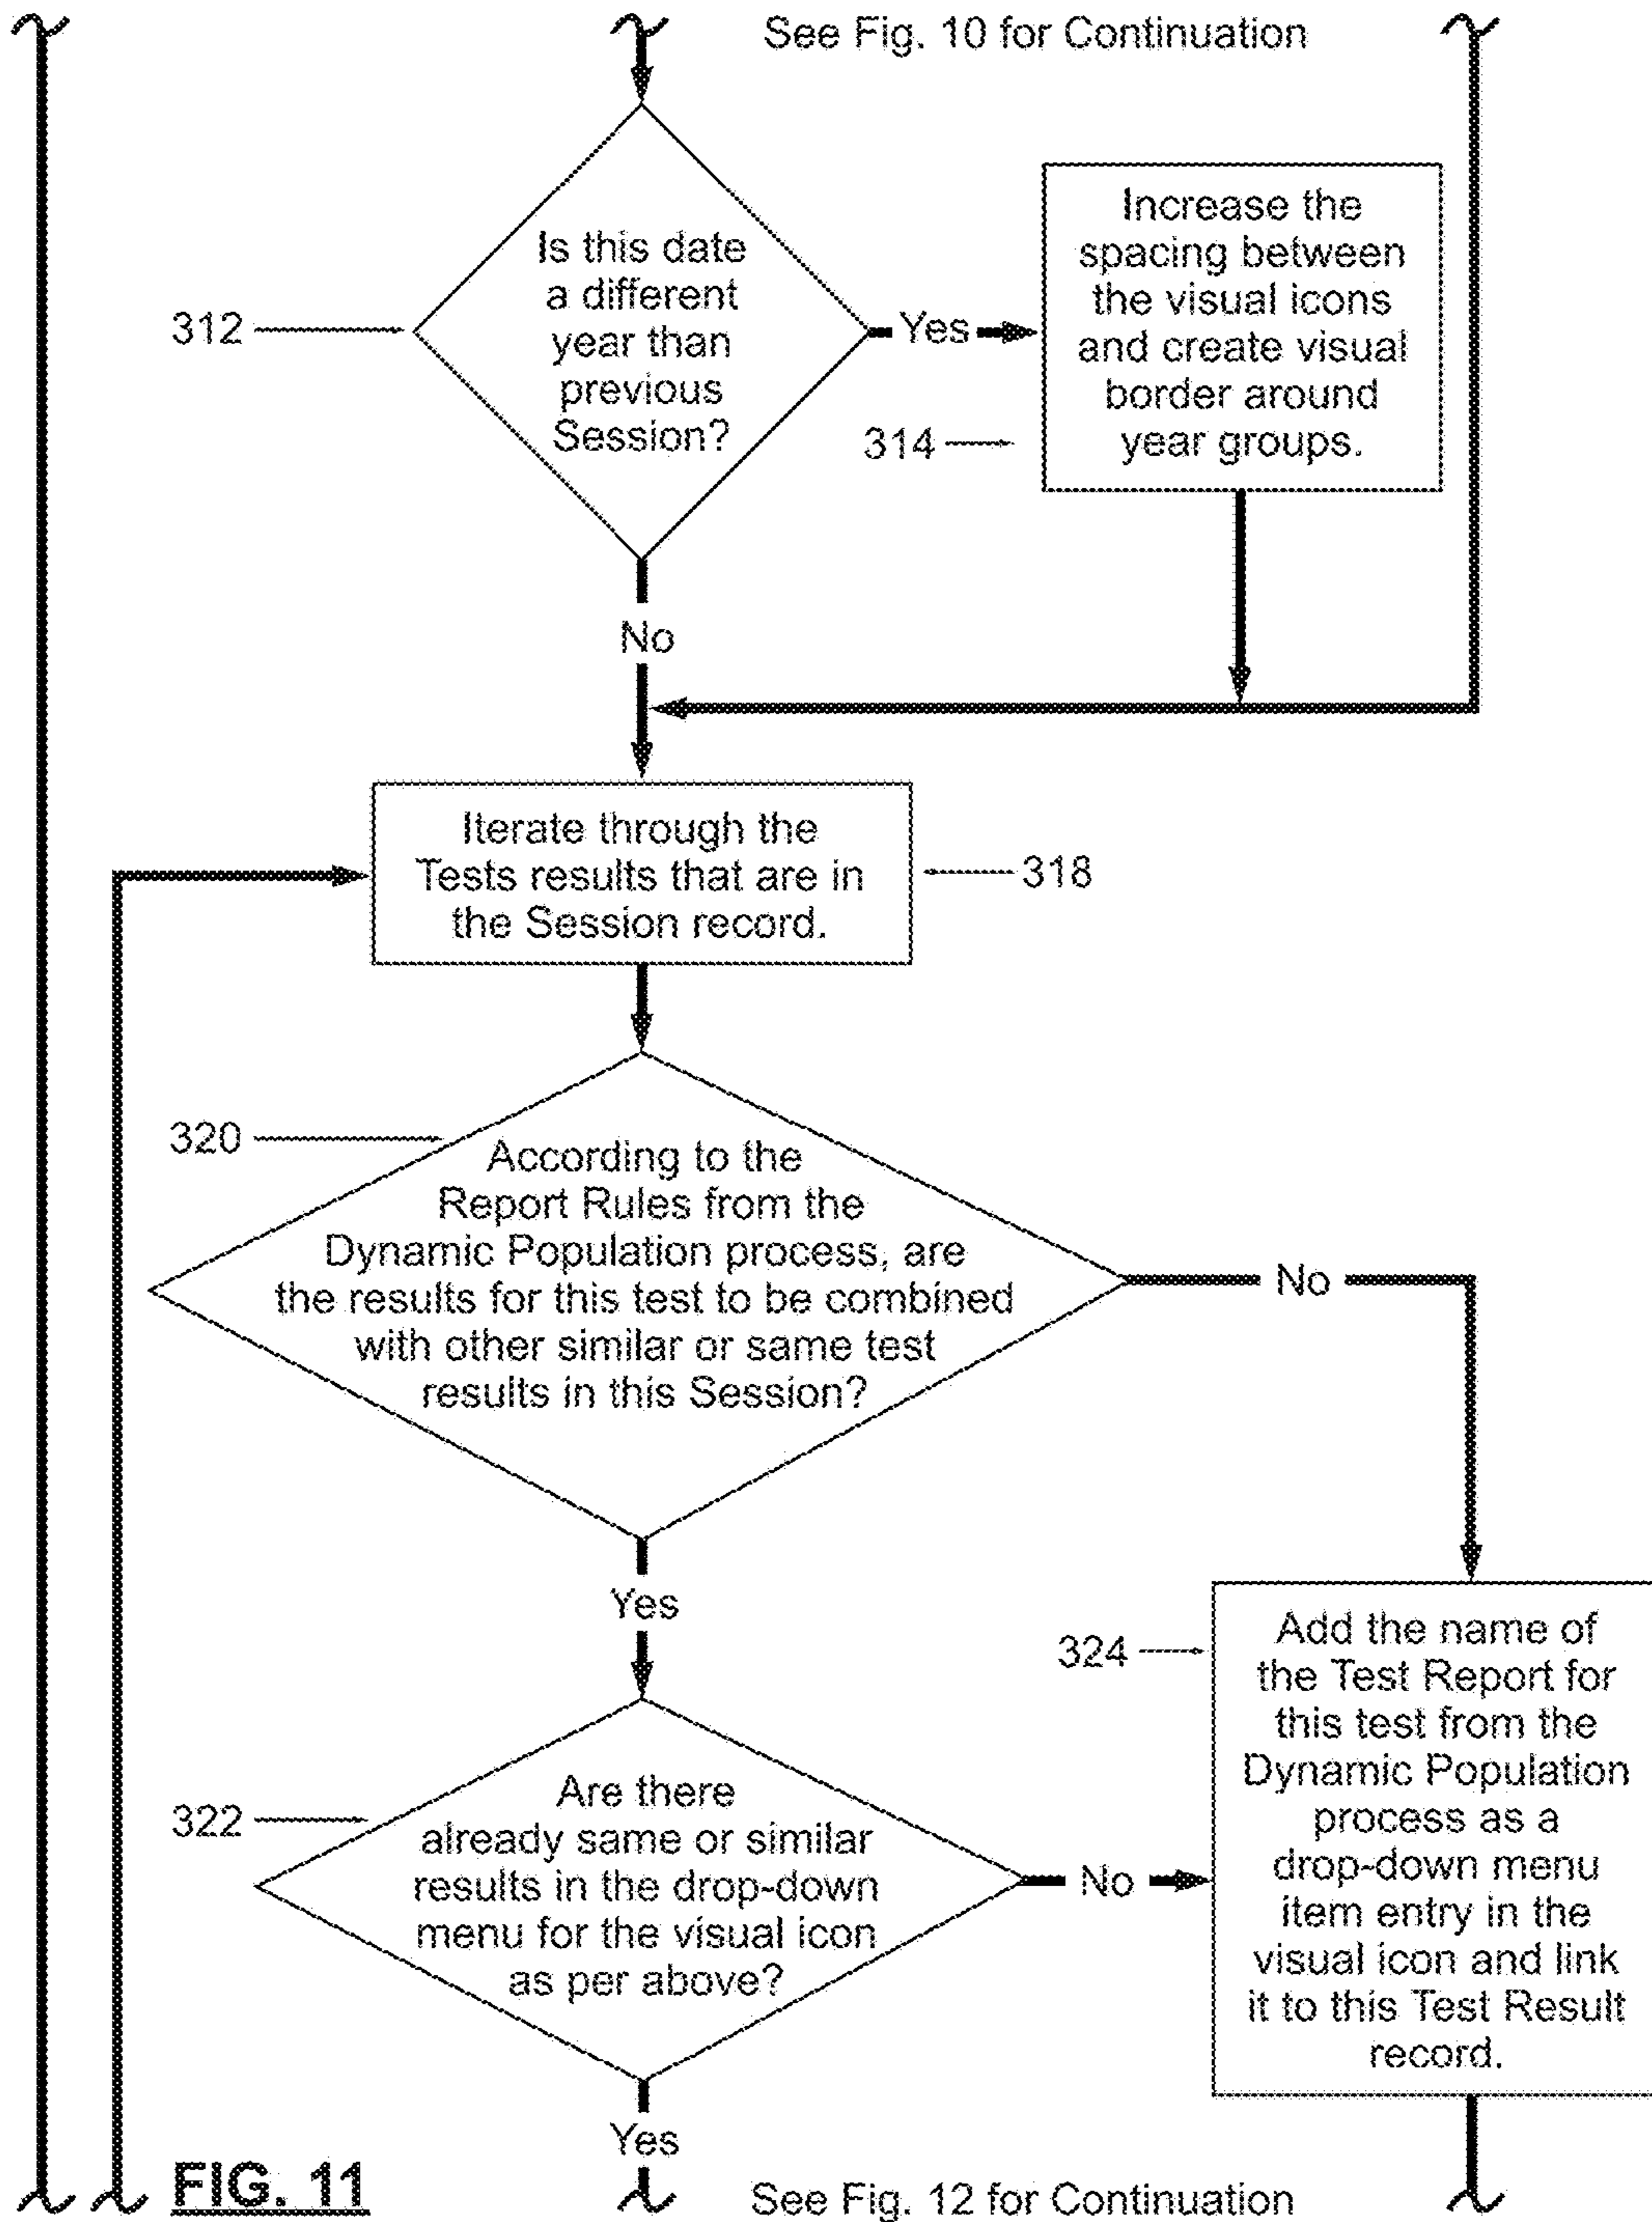 See Fig. 10 for Continuation
Is this date
a different
year than
previous
Session?
312
Yes
Increase the
spacing between
the visual icons
and create visual
border around
year groups.
314
No
Iterate through the
Tests results that are in
the Session record.
318
320
According to the
Report Rules from the
Dynamic Population process, are
the results for this test to be combined
with other similar or same test
results in this Session?
No
Yes
324
Add the name of
the Test Report for
this test from the
Dynamic Population
process as a
drop-down menu
item entry in the
visual icon and link
it to this Test Result
record.
322
Are there
already same or similar
results in the drop-down
menu for the visual icon
as per above?
No
Yes
FIG. 11
See Fig. 12 for Continuation